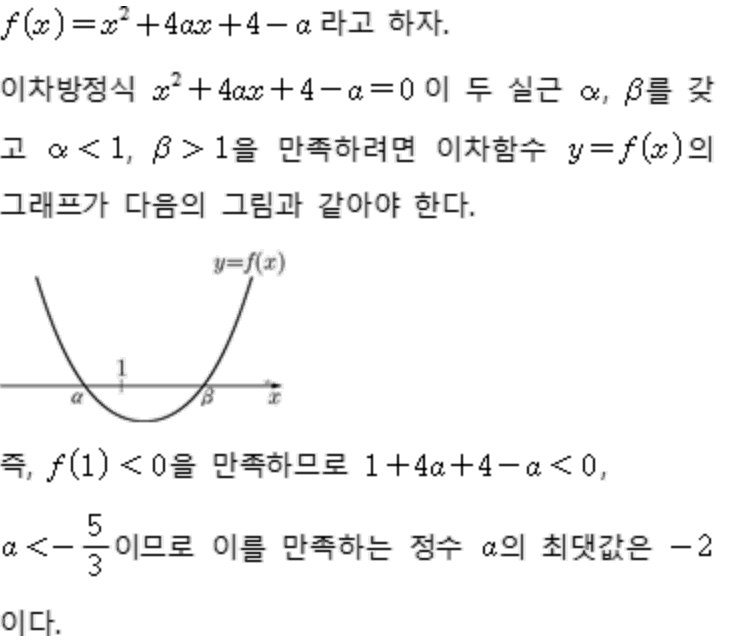 f(x)=x²+4ax+4-a 라고 하자.
이차방정식 x²+4ax+4-a=0 이 두 실근 α, β를 갖
고 α<1, β>1을 만족하려면 이차함수 y=f(x)의
그래프가 다음의 그림과 같아야 한다.
y=f(x)
1
α β x
즉, f(1)<0을 만족하므로 1+4a+4-a<0,
a<-5/3이므로 이를 만족하는 정수 a의 최댓값은 -2
이다.